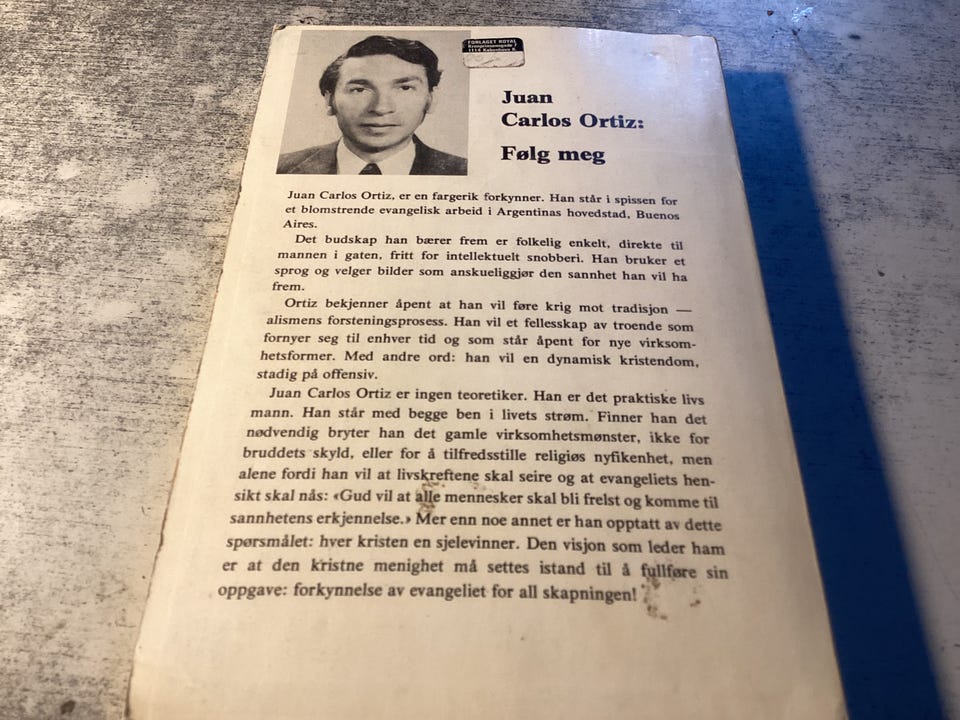 FORLAGET ROYAL
Kronprinsensgade 7
1114 København K.
Juan
Carlos Ortiz:
Følg meg
Juan Carlos Ortiz, er en fargerik forkynner. Han står i spissen for
et blomstrende evangelisk arbeid i Argentinas hovedstad, Buenos
Aires.
Det budskap han bærer frem er folkelig enkelt, direkte til
mannen i gaten, fritt for intellektuelt snobberi. Han bruker et
sprog og velger bilder som anskueliggjør den sannhet han vil ha
frem.
Ortiz bekjenner åpent at han vil føre krig mot tradisjon —
alismens forsteningsprosess. Han vil et fellesskap av troende som
fornyer seg til enhver tid og som står åpent for nye virksom-
hetsformer. Med andre ord: han vil en dynamisk kristendom,
stadig på offensiv.
Juan Carlos Ortiz er ingen teoretiker. Han er det praktiske livs
mann. Han står med begge ben i livets strøm. Finner han det
nødvendig bryter han det gamle virksomhetsmønster, ikke for
bruddets skyld, eller for å tilfredsstille religiøs nyfikenhet, men
alene fordi han vil at livskreftene skal seire og at evangeliets hen-
sikt skal nås: «Gud vil at alle mennesker skal bli frelst og komme til
sannhetens erkjennelse.» Mer enn noe annet er han opptatt av dette
spørsmålet: hver kristen en sjelevinner. Den visjon som leder ham
er at den kristne menighet må settes istand til å fullføre sin
oppgave: forkynnelse av evangeliet for all skapningen!